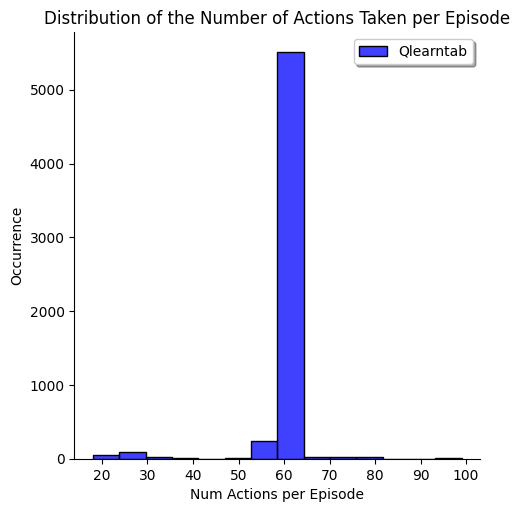 Distribution of the Number of Actions Taken per Episode
Qlearntab
5000
4000
3000
2000
1000
0
Occurrence
20 30 40 50 60 70 80 90 100
Num Actions per Episode